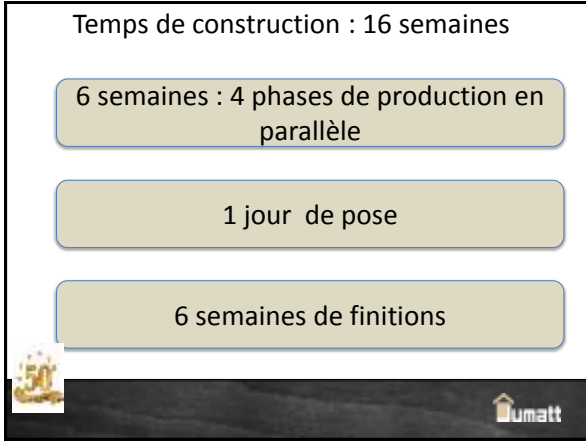 Temps de construction : 16 semaines
6 semaines : 4 phases de production en
parallèle
1 jour  de pose
6 semaines de finitions
50
Jumatt